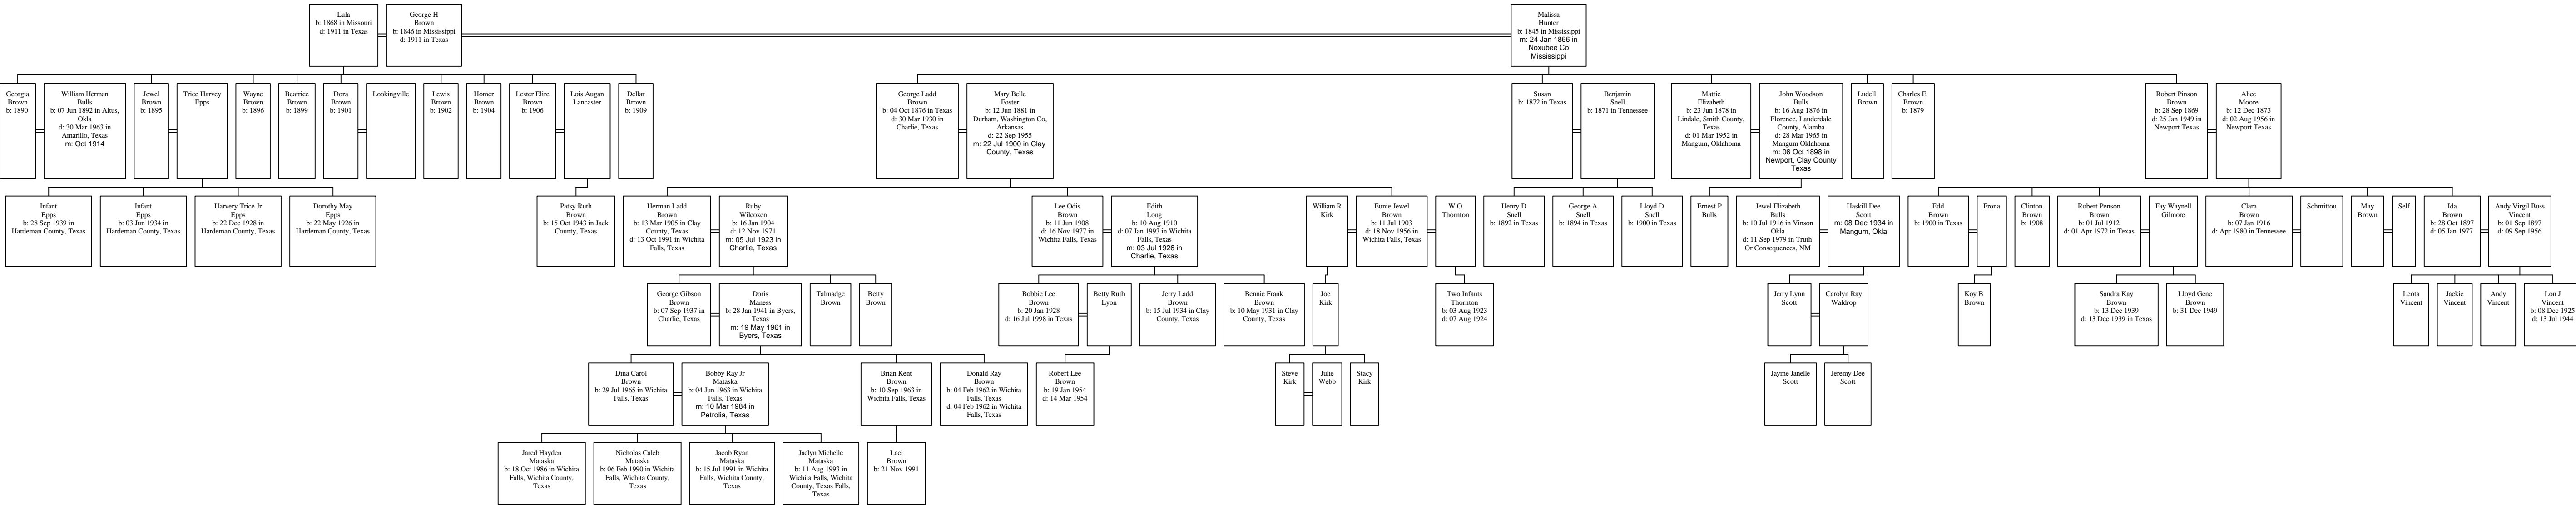 Lula
b: 1868 in Missouri
d: 1911 in Texas
George H
Brown
b: 1846 in Mississippi
d: 1911 in Texas
Malissa
Hunter
b: 1845 in Mississippi
m: 24 Jan 1866 in
Noxubee Co
Mississippi
Georgia
Brown
b: 1890
William Herman
Bulls
b: 07 Jun 1892 in Altus,
Okla
d: 30 Mar 1963 in
Amarillo, Texas
m: Oct 1914
Jewel
Brown
b: 1895
Trice Harvey
Epps
Wayne
Brown
b: 1896
Beatrice
Brown
b: 1899
Dora
Brown
b: 1901
Lookingville
Lewis
Brown
b: 1902
Homer
Brown
b: 1904
Lester Elire
Brown
b: 1906
Lois Augan
Lancaster
Dellar
Brown
b: 1909
George Ladd
Brown
b: 04 Oct 1876 in Texas
d: 30 Mar 1930 in
Charlie, Texas
Mary Belle
Foster
b: 12 Jun 1881 in
Durham, Washington Co,
Arkansas
d: 22 Sep 1955
m: 22 Jul 1900 in Clay
County, Texas
Susan
b: 1872 in Texas
Benjamin
Snell
b: 1871 in Tennessee
Mattie
Elizabeth
b: 23 Jun 1878 in
Lindale, Smith County,
Texas
d: 01 Mar 1952 in
Mangum, Oklahoma
John Woodson
Bulls
b: 16 Aug 1876 in
Florence, Lauderdale
County, Alamba
d: 28 Mar 1965 in
Mangum Oklahoma
m: 06 Oct 1898 in
Newport, Clay County
Texas
Ludell
Brown
Charles E.
Brown
b: 1879
Robert Pinson
Brown
b: 28 Sep 1869
d: 25 Jan 1949 in
Newport Texas
Alice
Moore
b: 12 Dec 1873
d: 02 Aug 1956 in
Newport Texas
Infant
Epps
b: 28 Sep 1939 in
Hardeman County, Texas
Infant
Epps
b: 03 Jun 1934 in
Hardeman County, Texas
Harvery Trice Jr
Epps
b: 22 Dec 1928 in
Hardeman County, Texas
Dorothy May
Epps
b: 22 May 1926 in
Hardeman County, Texas
Patsy Ruth
Brown
b: 15 Oct 1943 in Jack
County, Texas
Herman Ladd
Brown
b: 13 Mar 1905 in Clay
County, Texas
d: 13 Oct 1991 in Wichita
Falls, Texas
Ruby
Wilcoxen
b: 16 Jan 1904
d: 12 Nov 1971
m: 05 Jul 1923 in
Charlie, Texas
Lee Odis
Brown
b: 11 Jun 1908
d: 16 Nov 1977 in
Wichita Falls, Texas
Edith
Long
b: 10 Aug 1910
d: 07 Jan 1993 in Wichita
Falls, Texas
m: 03 Jul 1926 in
Charlie, Texas
William R
Kirk
Eunie Jewel
Brown
b: 11 Jul 1903
d: 18 Nov 1956 in
Wichita Falls, Texas
W O
Thornton
Henry D
Snell
b: 1892 in Texas
George A
Snell
b: 1894 in Texas
Lloyd D
Snell
b: 1900 in Texas
Ernest P
Bulls
Jewel Elizabeth
Bulls
b: 10 Jul 1916 in Vinson
Okla
d: 11 Sep 1979 in Truth
Or Consequences, NM
Haskill Dee
Scott
m: 08 Dec 1934 in
Mangum, Okla
Edd
Brown
b: 1900 in Texas
Frona
Clinton
Brown
b: 1908
Robert Penson
Brown
b: 01 Jul 1912
d: 01 Apr 1972 in Texas
Fay Waynell
Gilmore
Clara
Brown
b: 07 Jan 1916
d: Apr 1980 in Tennessee
Schmittou
May
Brown
Self
Ida
Brown
b: 28 Oct 1897
d: 05 Jan 1977
Andy Virgil Buss
Vincent
b: 01 Sep 1897
d: 09 Sep 1956
George Gibson
Brown
b: 07 Sep 1937 in
Charlie, Texas
Doris
Maness
b: 28 Jan 1941 in Byers,
Texas
m: 19 May 1961 in
Byers, Texas
Talmadge
Brown
Betty
Brown
Bobbie Lee
Brown
b: 20 Jan 1928
d: 16 Jul 1998 in Texas
Betty Ruth
Lyon
Jerry Ladd
Brown
b: 15 Jul 1934 in Clay
County, Texas
Bennie Frank
Brown
b: 10 May 1931 in Clay
County, Texas
Joe
Kirk
Two Infants
Thornton
b: 03 Aug 1923
d: 07 Aug 1924
Jerry Lynn
Scott
Carolyn Ray
Waldrop
Koy B
Brown
Sandra Kay
Brown
b: 13 Dec 1939
d: 13 Dec 1939 in Texas
Lloyd Gene
Brown
b: 31 Dec 1949
Leota
Vincent
Jackie
Vincent
Andy
Vincent
Lon J
Vincent
b: 08 Dec 1925
d: 13 Jul 1944
Dina Carol
Brown
b: 29 Jul 1965 in Wichita
Falls, Texas
Bobby Ray Jr
Mataska
b: 04 Jun 1963 in Wichita
Falls, Texas
m: 10 Mar 1984 in
Petrolia, Texas
Brian Kent
Brown
b: 10 Sep 1963 in
Wichita Falls, Texas
Donald Ray
Brown
b: 04 Feb 1962 in Wichita
Falls, Texas
d: 04 Feb 1962 in Wichita
Falls, Texas
Robert Lee
Brown
b: 19 Jan 1954
d: 14 Mar 1954
Steve
Kirk
Julie
Webb
Stacy
Kirk
Jayme Janelle
Scott
Jeremy Dee
Scott
Jared Hayden
Mataska
b: 18 Oct 1986 in Wichita
Falls, Wichita County,
Texas
Nicholas Caleb
Mataska
b: 06 Feb 1990 in Wichita
Falls, Wichita County,
Texas
Jacob Ryan
Mataska
b: 15 Jul 1991 in Wichita
Falls, Wichita County,
Texas
Jaclyn Michelle
Mataska
b: 11 Aug 1993 in
Wichita Falls, Wichita
County, Texas Falls,
Texas
Laci
Brown
b: 21 Nov 1991